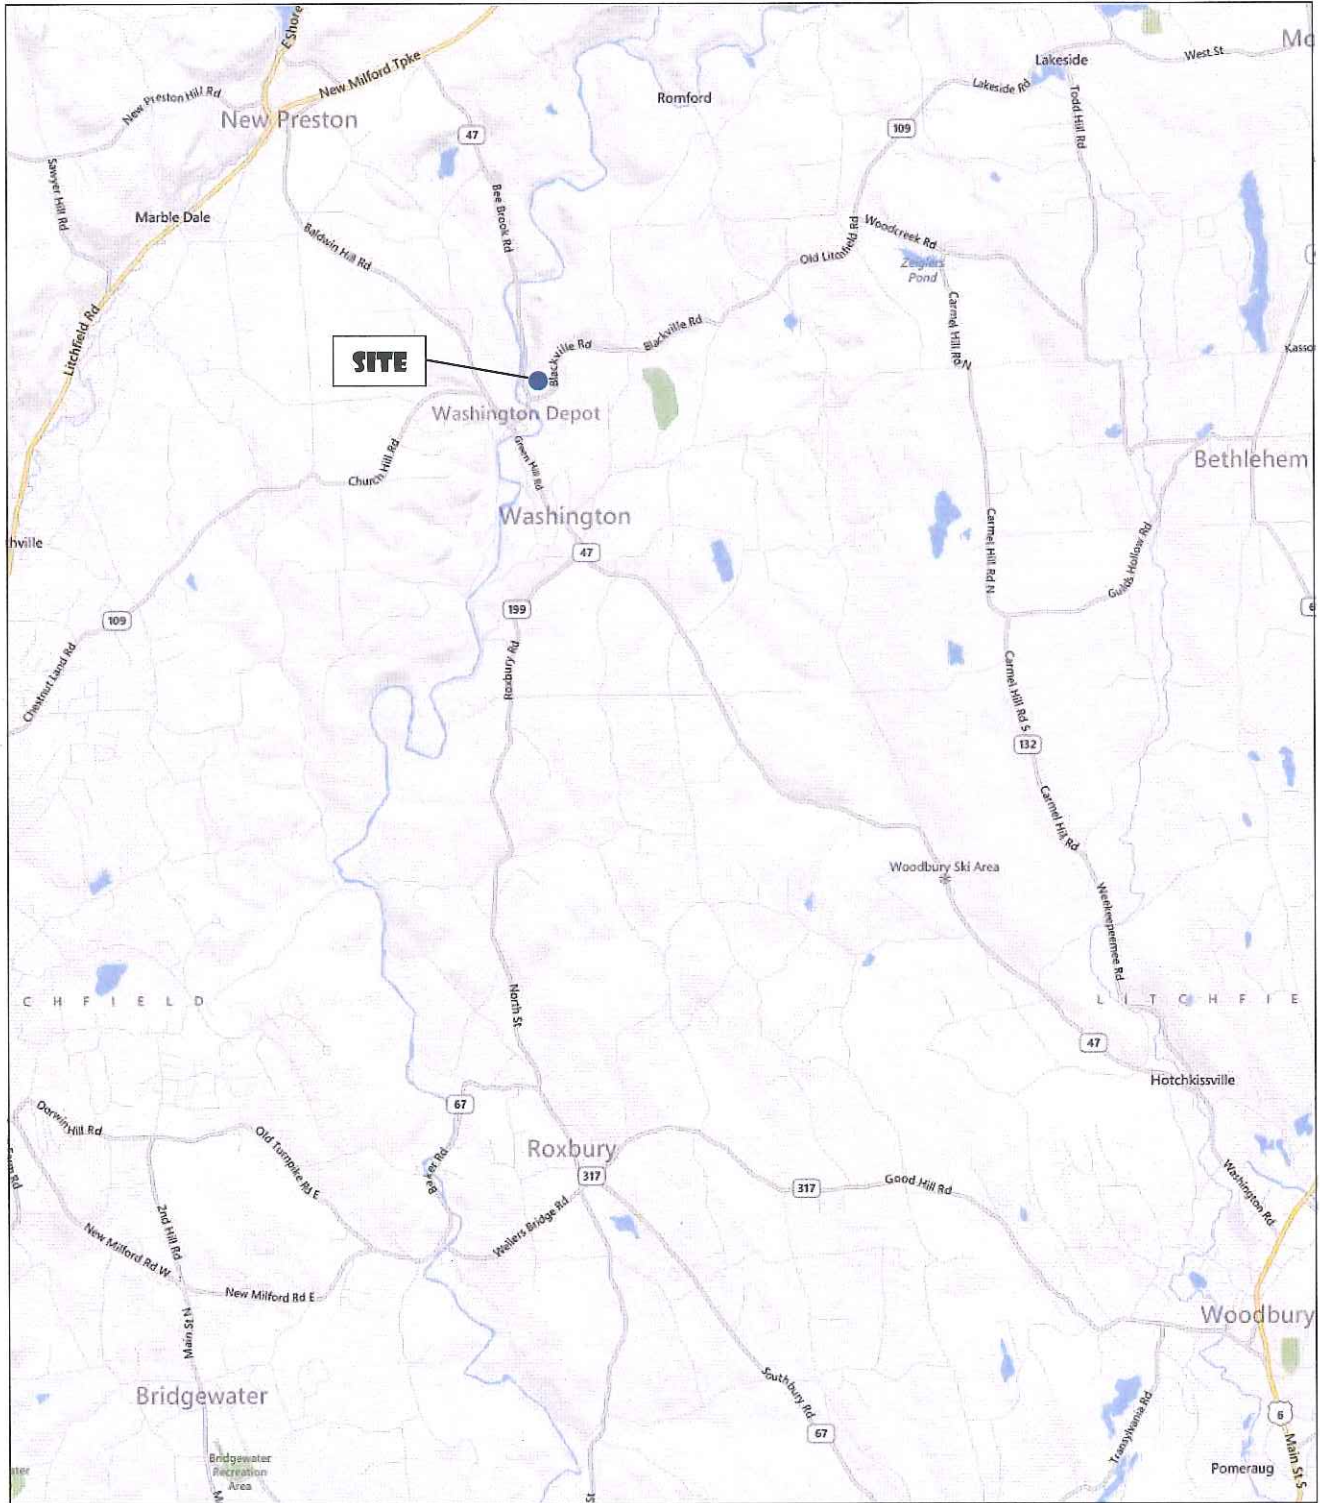 E Shore
New Milford Tpke
Lakeside
West St
New Preston Hill Rd
Romford
Lakeside Rd
New Preston
Todd Hill Rd
109
47
Sawyer Hill Rd
Bee Brook Rd
Marble Dale
Baldwin Hill Rd
Woodcreek Rd
Old Litchfield Rd
Zeiglers
Pond
Litchfield Rd
Carmel Hill Rd N
Blackville Rd
Blackville Rd
SITE
Washington Depot
Green Hill Rd
Church Hill Rd
Bethlehem
Washington
hville
47
Carmel Hill Rd N
Guilds Hollow Rd
199
6
109
Roxbury Rd
Chestnut Land Rd
Carmel Hill Rd S
132
Carmel Hill Rd
Woodbury Ski Area
Weekeepeemee Rd
CHFIELD
LITCHFIE
North St
47
Hotchkissville
67
Dorwin Hill Rd
Old Turnpike Rd E
Roxbury
Baker Rd
317
317
Good Hill Rd
Washington Rd
2nd Hill Rd
Wellers Bridge Rd
New Milford Rd W
New Milford Rd E
Woodbury
Main St N
Southbury Rd
Bridgewater
Transylvania Rd
6
67
Main St S
Bridgewater
Recreation
Area
Pomeraug
St